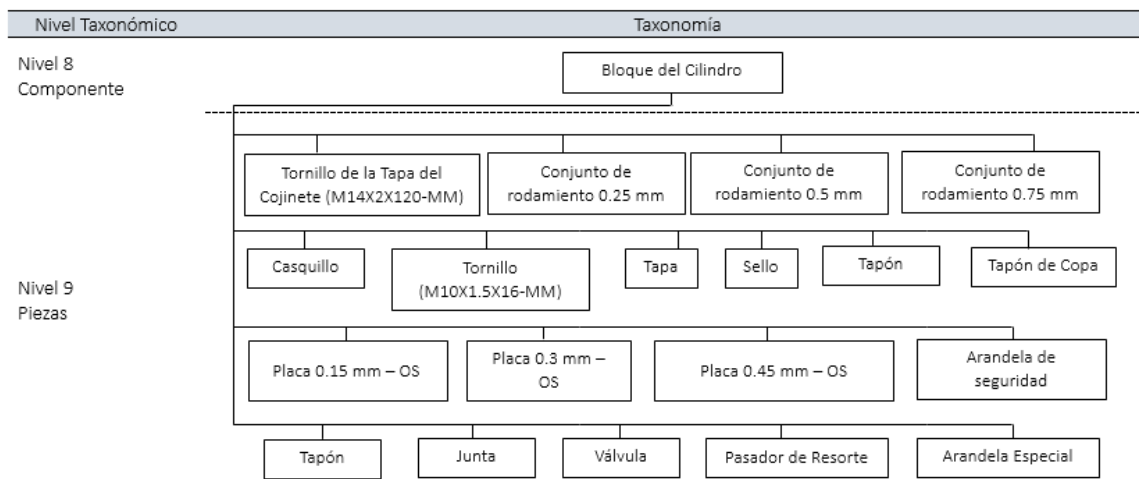 Nivel Taxonómico
Taxonomía
Nivel 8
Componente
Bloque del Cilindro
Tornillo de la Tapa del
Cojinete (M14X2X120-MM)
Conjunto de
rodamiento 0.25 mm
Conjunto de
rodamiento 0.5 mm
Conjunto de
rodamiento 0.75 mm
Nivel 9
Piezas
Casquillo
Tornillo
(M10X1.5X16-MM)
Tapa
Sello
Tapón
Tapón de Copa
Placa 0.15 mm – OS
Placa 0.3 mm –
OS
Placa 0.45 mm – OS
Arandela de
seguridad
Tapón
Junta
Válvula
Pasador de Resorte
Arandela Especial